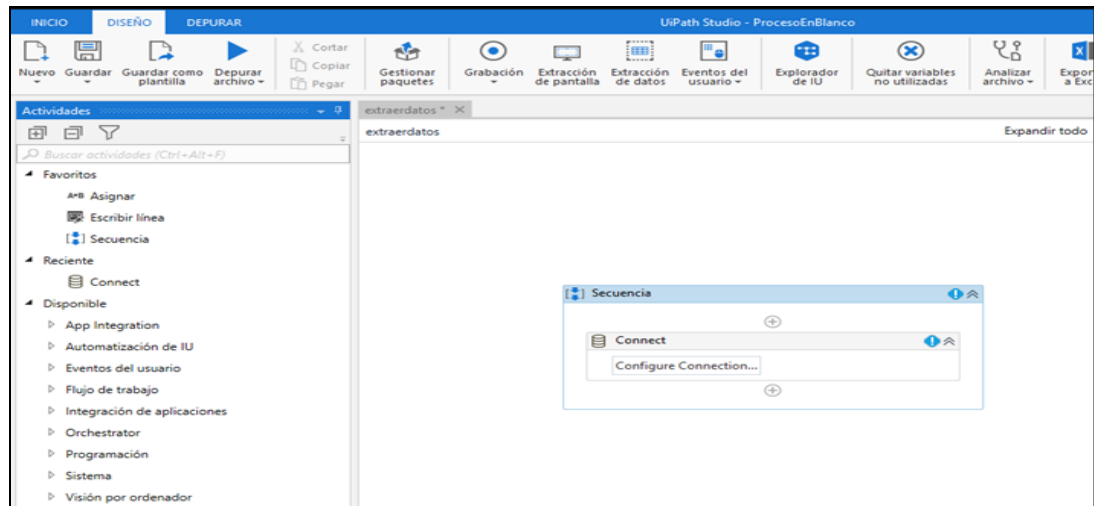 INICIO DISEÑO DEPURAR UiPath Studio - ProcesoEnBlanco
Nuevo Guardar Guardar como plantilla Depurar archivo Cortar Copiar Pegar Gestionar paquetes Grabación Extracción de pantalla Extracción de datos Eventos del usuario Explorador de IU Quitar variables no utilizadas Analizar archivo Expor a Exc
Actividades
extraerdatos *
extraerdatos Expandir todo
Buscar actividades (Ctrl+Alt+F)
Favoritos
A*B Asignar
Escribir línea
Secuencia
Reciente
Connect
Disponible
App Integration
Automatización de IU
Eventos del usuario
Flujo de trabajo
Integración de aplicaciones
Orchestrator
Programación
Sistema
Visión por ordenador
Secuencia
Connect
Configure Connection...